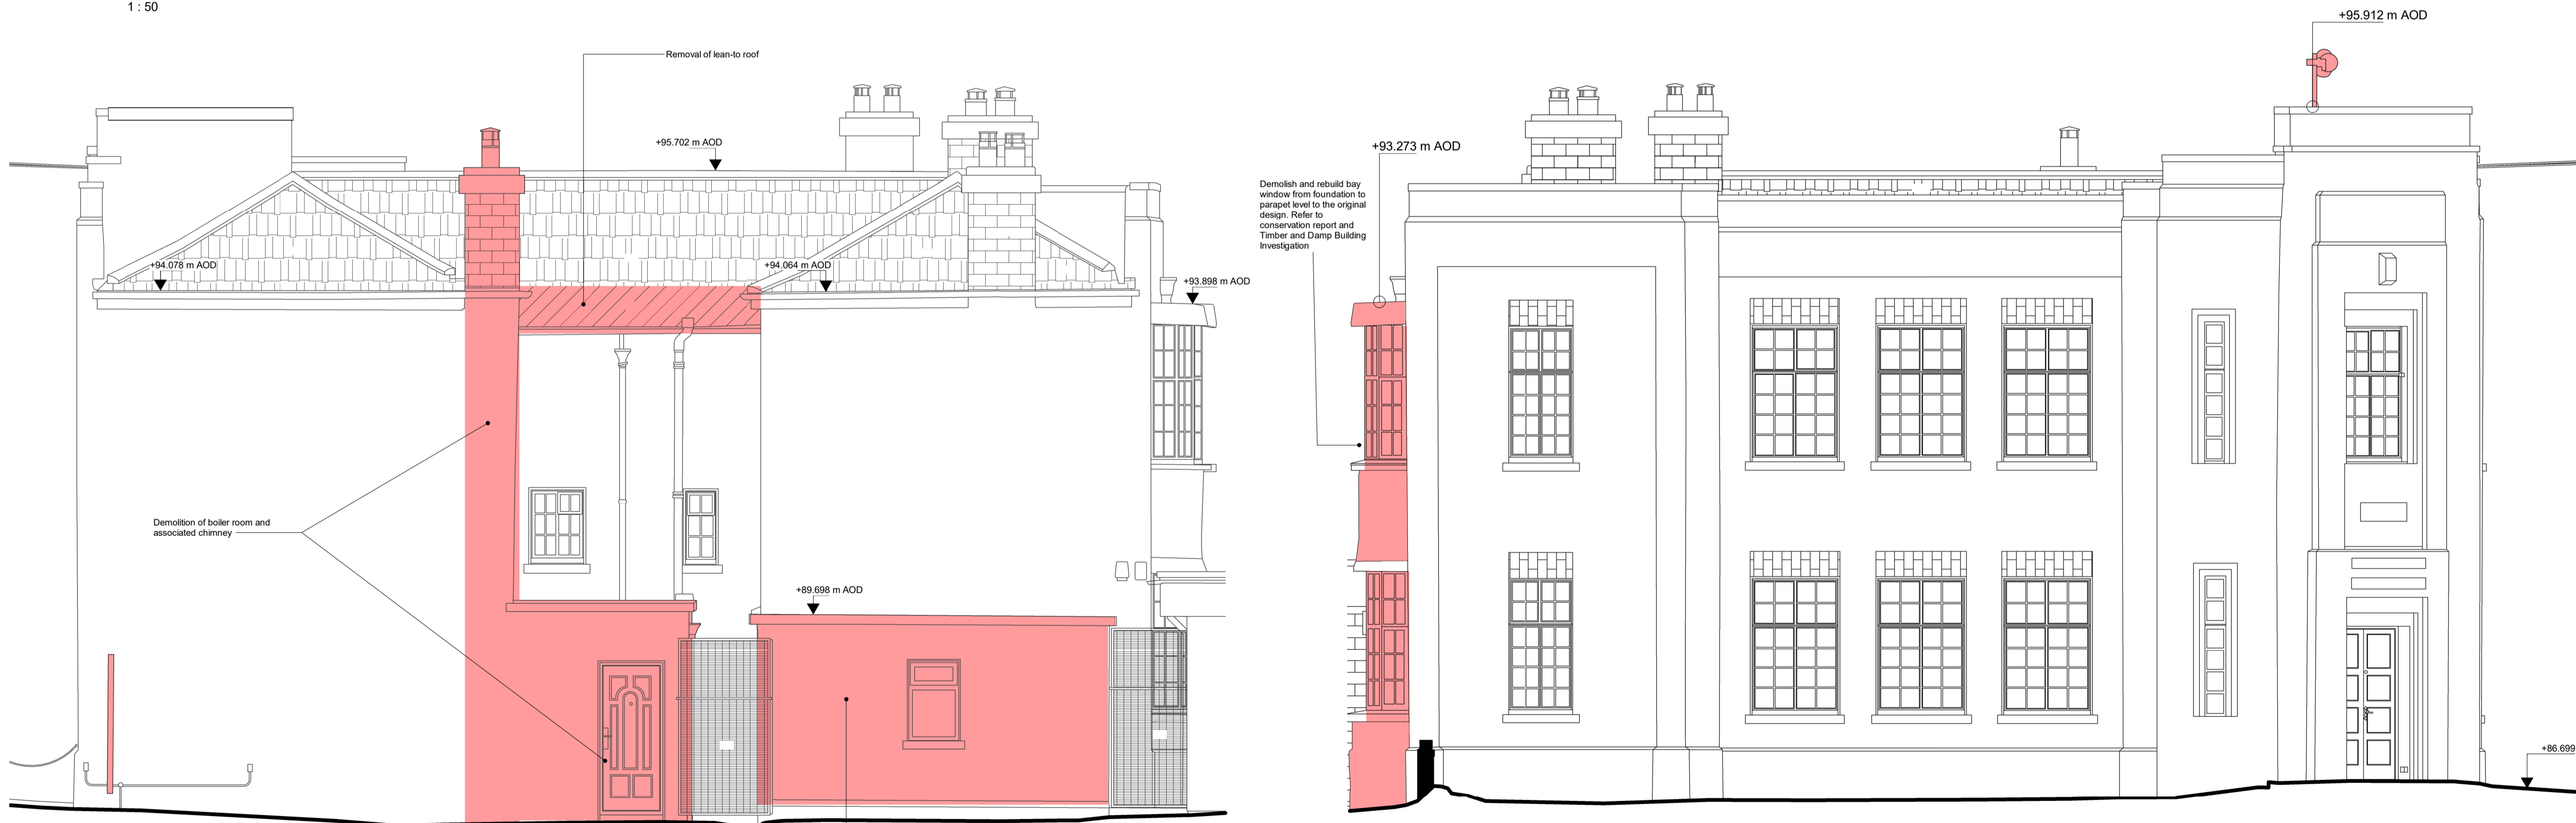 1 : 50
Removal of lean-to roof
+95.702 m AOD
+94.078 m AOD
+94.064 m AOD
+93.898 m AOD
Demolition of boiler room and
associated chimney
+89.698 m AOD
+95.912 m AOD
+93.273 m AOD
Demolish and rebuild bay
window from foundation to
parapet level to the original
design. Refer to
conservation report and
Timber and Damp Building
Investigation
+86.699